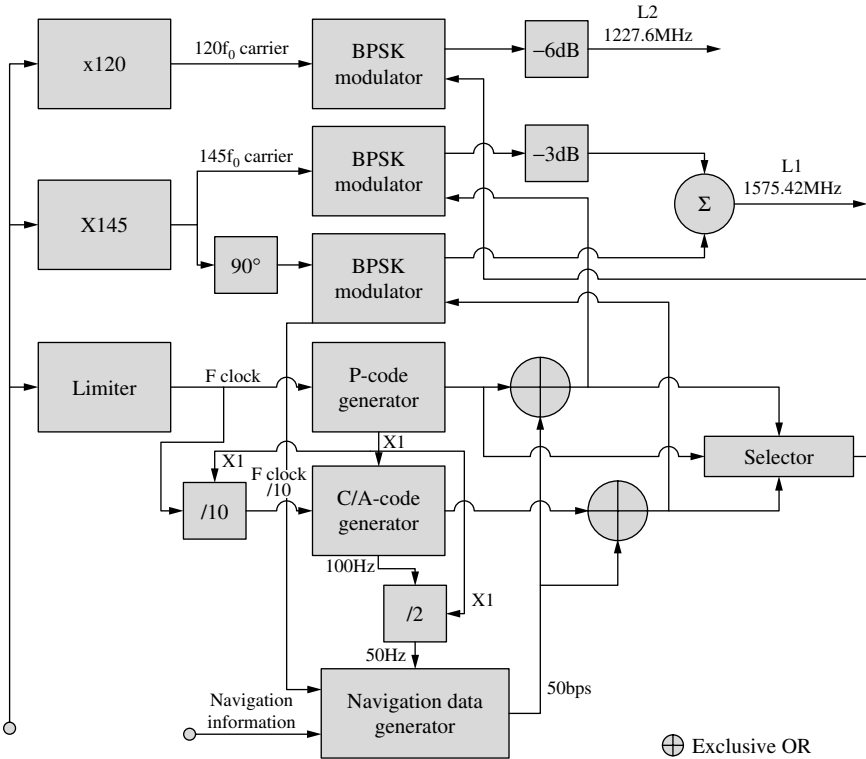 L2
1227.6MHz
x120
120f₀ carrier
BPSK
modulator
–6dB
145f₀ carrier
BPSK
modulator
–3dB
L1
1575.42MHz
X145
Σ
90°
BPSK
modulator
Limiter
F clock
P-code
generator
X1
X1
F clock
/10
Selector
/10
C/A-code
generator
100Hz
X1
/2
50Hz
50bps
Navigation
information
Navigation data
generator
Exclusive OR